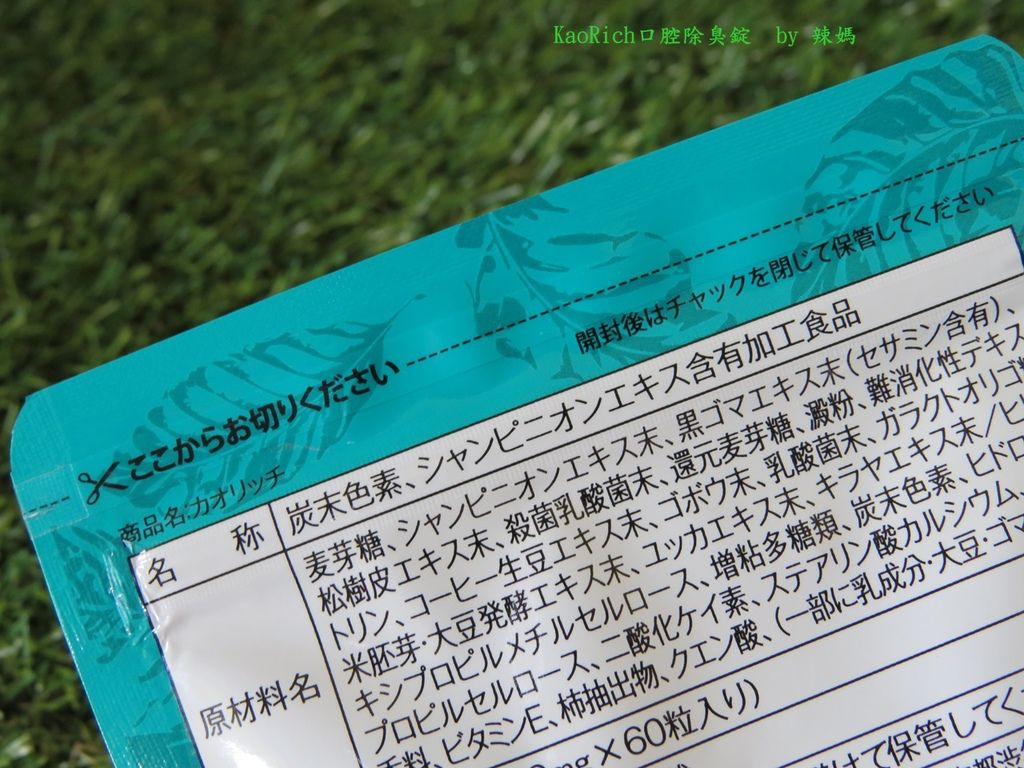 KaoRich口腔除臭錠 by 辣媽
ここからお切りください
開封後はチャックを閉じて保管してください
商品名:カオリッチ
名 称 炭末色素、シャンピニオンエキス含有加工食品
原材料名
麦芽糖、シャンピニオンエキス末、黒ゴマエキス末(セサミン含有)、
松樹皮エキス末、殺菌乳酸菌末、還元麦芽糖、澱粉、難消化性デキス
トリン、コーヒー生豆エキス末、ゴボウ末、乳酸菌末、ガラクトオリゴ
米胚芽・大豆発酵エキス末、ユッカエキス末、キラヤエキス末/ヒ
キシプロピルメチルセルロース、増粘多糖類、炭末色素、ヒドロ
プロピルセルロース、二酸化ケイ素、ステアリン酸カルシウム、
香料、ビタミンE、柿抽出物、クエン酸、(一部に乳成分・大豆・ゴマ
mg×60粒入り)
けて保管してく